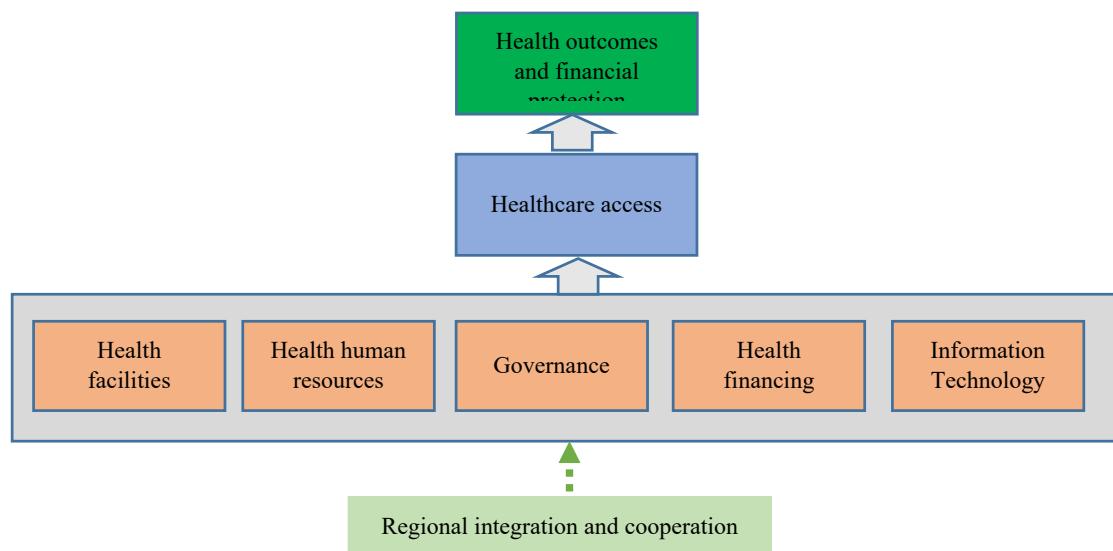 Health outcomes
and financial
protection
Healthcare access
Health
facilities
Health human
resources
Governance
Health
financing
Information
Technology
Regional integration and cooperation